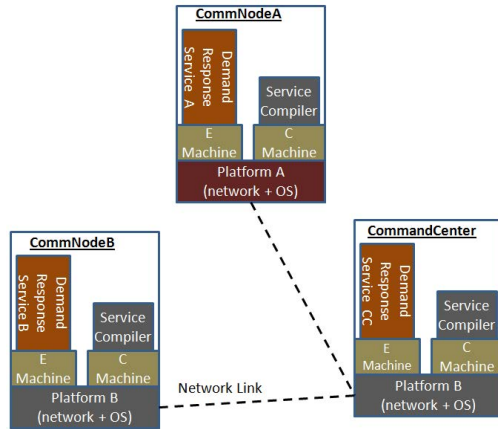 CommNodeA
Demand
Response
Service A
Service
Compiler
E
Machine
C
Machine
Platform A
(network + OS)
CommNodeB
Demand
Response
Service B
Service
Compiler
E
Machine
C
Machine
Platform B
(network + OS)
Network Link
CommandCenter
Demand
Response
Service CC
Service
Compiler
E
Machine
C
Machine
Platform B
(network + OS)